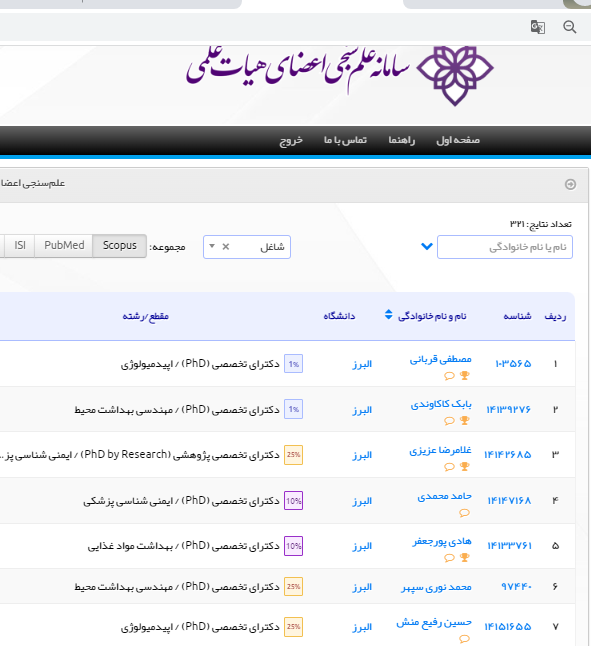 سامانه علم سنجی اعضای هیات علمی
صفحه اول راهنما تماس با ما خروج
علم‌سنجی اعضا
تعداد نتایج: ۳۲۱
نام یا نام خانوادگی شاغل × مجموعه: Scopus PubMed ISI
ردیف شناسه نام و نام خانوادگی دانشگاه مقطع/رشته
۱ ۱۰۳۵۶۵ مصطفی قربانی البرز 1% دکترای تخصصی (PhD) / اپیدمیولوژی
۲ ۱۴۱۳۹۲۷۶ بابک کاکاوندی البرز 1% دکترای تخصصی (PhD) / مهندسی بهداشت محیط
۳ ۱۴۱۴۲۶۸۵ غلامرضا عزیزی البرز 25% دکترای تخصصی پژوهشی (PhD by Research) / ایمنی شناسی پز...
۴ ۱۴۱۴۷۱۶۸ حامد محمدی البرز 10% دکترای تخصصی (PhD) / ایمنی شناسی پزشکی
۵ ۱۴۱۳۳۷۶۱ هادی پورجعفر البرز 10% دکترای تخصصی (PhD) / بهداشت مواد غذایی
۶ ۹۷۴۴۰ محمد نوری سپهر البرز 25% دکترای تخصصی (PhD) / مهندسی بهداشت محیط
۷ ۱۴۱۵۱۶۵۵ حسین رفیع منش البرز 25% دکترای تخصصی (PhD) / اپیدمیولوژی